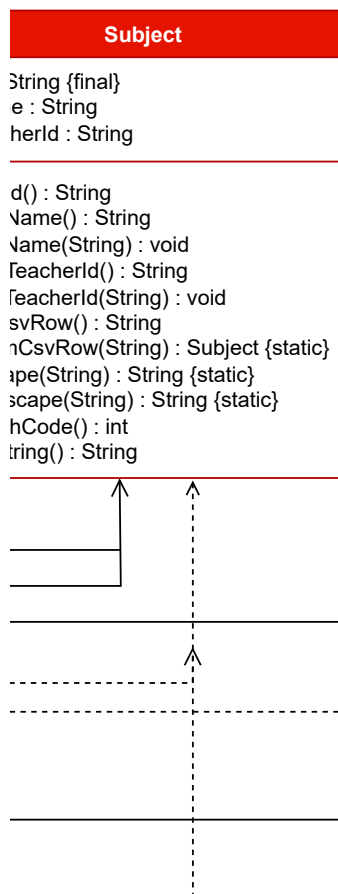 Subject
String {final}
e : String
herId : String
d() : String
Name() : String
Name(String) : void
TeacherId() : String
TeacherId(String) : void
svRow() : String
mCsvRow(String) : Subject {static}
ape(String) : String {static}
scape(String) : String {static}
hCode() : int
tring() : String